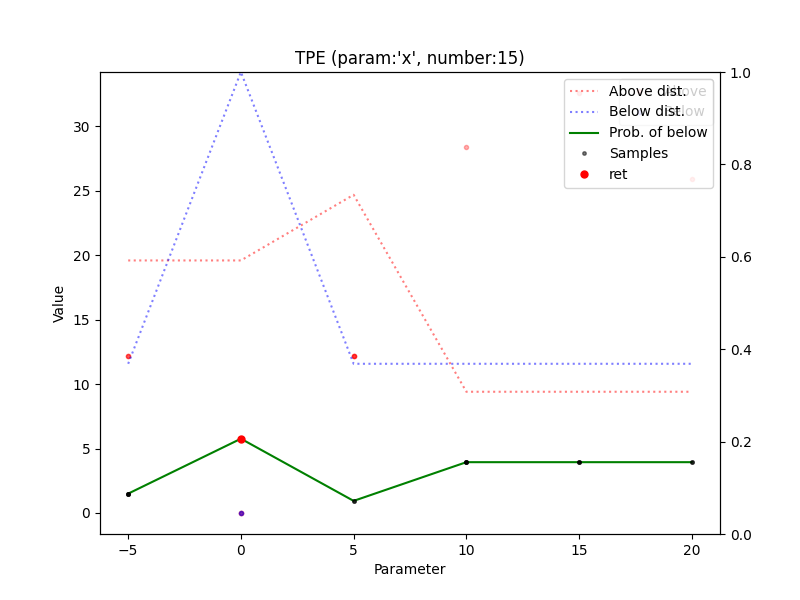 TPE (param:'x', number:15)
Above dist.
Below dist.
Prob. of below
Samples
ret
Value
30
25
20
15
10
5
0
1.0
0.8
0.6
0.4
0.2
0.0
−5
0
5
10
15
20
Parameter